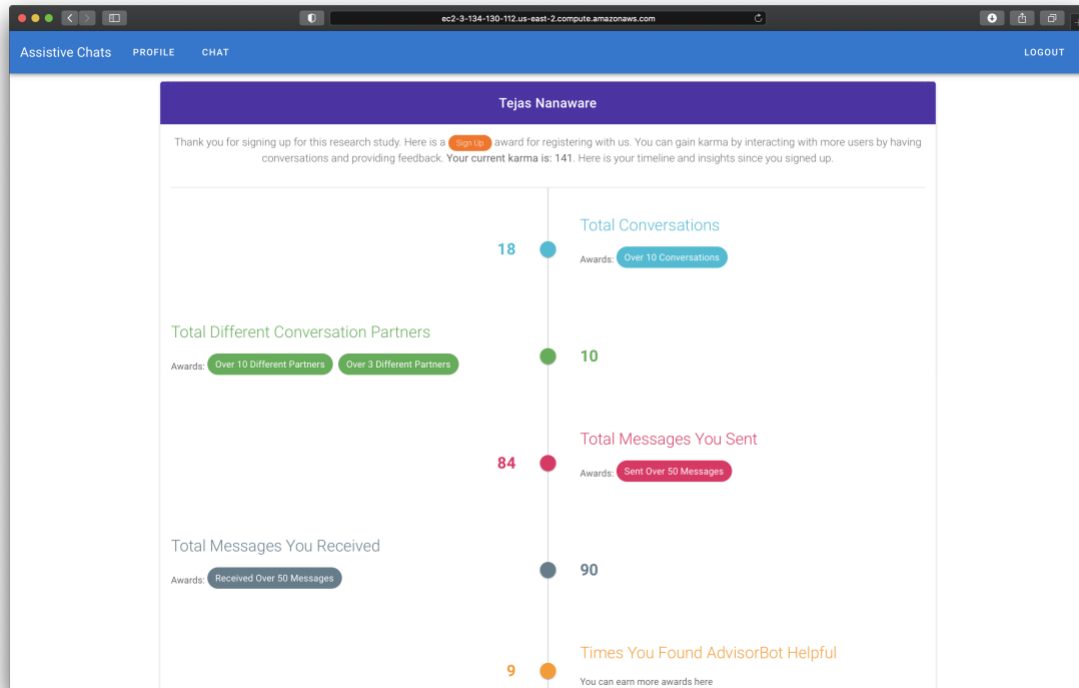 ec2-3-134-130-112.us-east-2.compute.amazonaws.com
Assistive Chats PROFILE CHAT LOGOUT
Tejas Nanaware
Thank you for signing up for this research study. Here is a Sign Up award for registering with us. You can gain karma by interacting with more users by having
conversations and providing feedback. Your current karma is: 141. Here is your timeline and insights since you signed up.
Total Conversations
18
Awards: Over 10 Conversations
Total Different Conversation Partners
10
Awards: Over 10 Different Partners Over 3 Different Partners
Total Messages You Sent
84
Awards: Sent Over 50 Messages
Total Messages You Received
90
Awards: Received Over 50 Messages
Times You Found AdvisorBot Helpful
9
You can earn more awards here